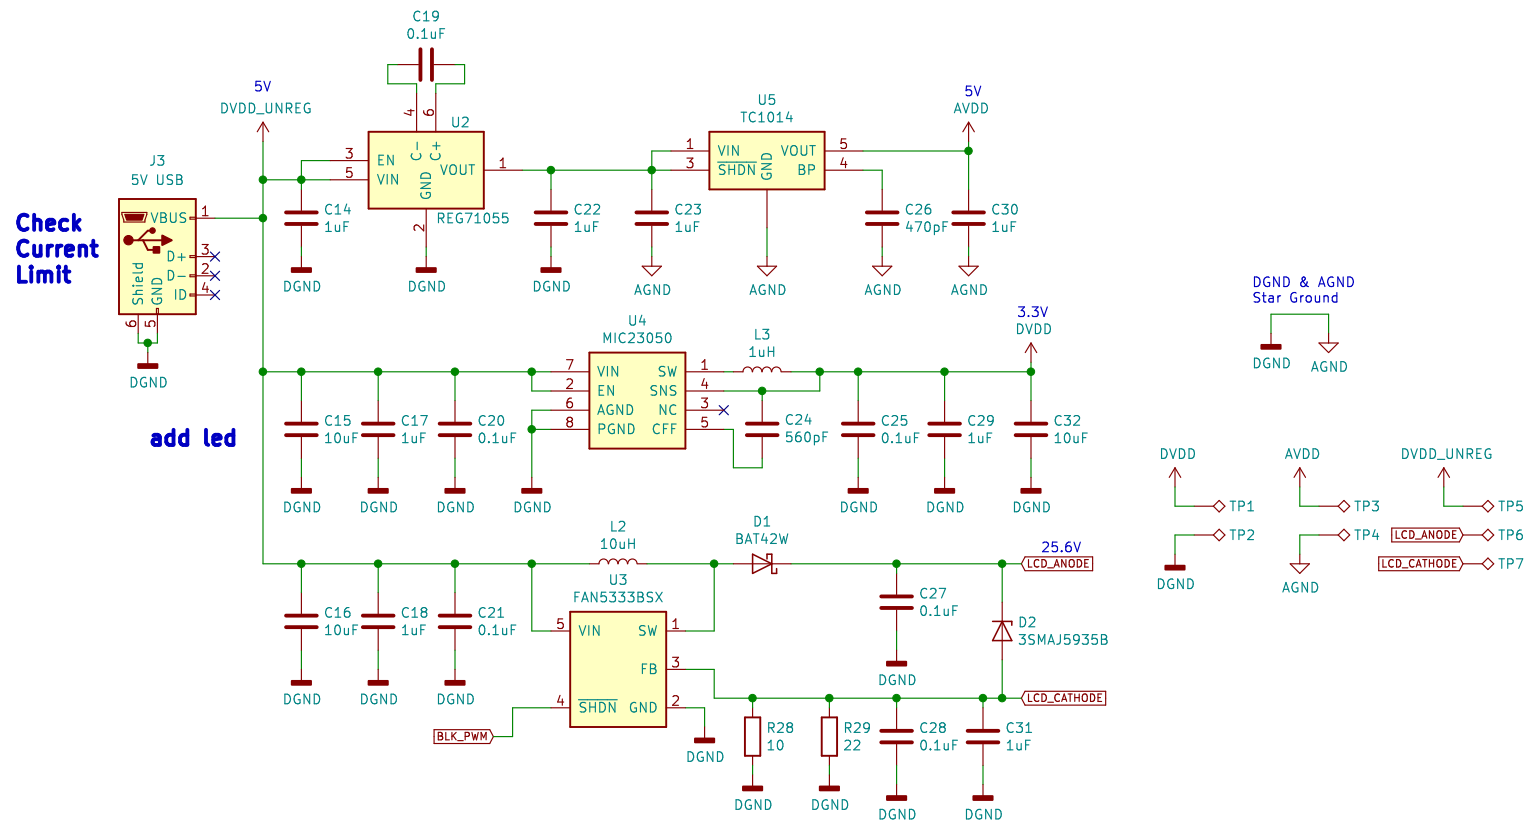 C19
0.1uF
5V
DVDD_UNREG
4
6
U2
C-
C+
3
EN
5
VIN
GND
VOUT
1
2
REG71055
U5
TC1014
1
VIN
3
SHDN
GND
VOUT
5
BP
4
5V
AVDD
J3
5V USB
VBUS
1
D+
3
D-
2
ID
4
Shield
GND
6
5
DGND
Check
Current
Limit
C14
1uF
DGND
DGND
C22
1uF
DGND
C23
1uF
AGND
AGND
C26
470pF
AGND
C30
1uF
AGND
DGND & AGND
Star Ground
DGND
AGND
U4
MIC23050
7
VIN
2
EN
6
AGND
8
PGND
SW
1
SNS
4
NC
3
CFF
5
L3
1uH
3.3V
DVDD
add led
C15
10uF
DGND
C17
1uF
DGND
C20
0.1uF
DGND
DGND
C24
560pF
C25
0.1uF
DGND
C29
1uF
DGND
C32
10uF
DGND
DVDD
TP1
TP2
DGND
AVDD
TP3
TP4
AGND
DVDD_UNREG
TP5
LCD_ANODE
TP6
LCD_CATHODE
TP7
L2
10uH
D1
BAT42W
25.6V
LCD_ANODE
U3
FAN5333BSX
5
VIN
SW
1
FB
3
4
SHDN
GND
2
C16
10uF
DGND
C18
1uF
DGND
C21
0.1uF
DGND
BLK_PWM
DGND
C27
0.1uF
DGND
D2
3SMAJ5935B
LCD_CATHODE
R28
10
DGND
R29
22
DGND
C28
0.1uF
DGND
C31
1uF
DGND